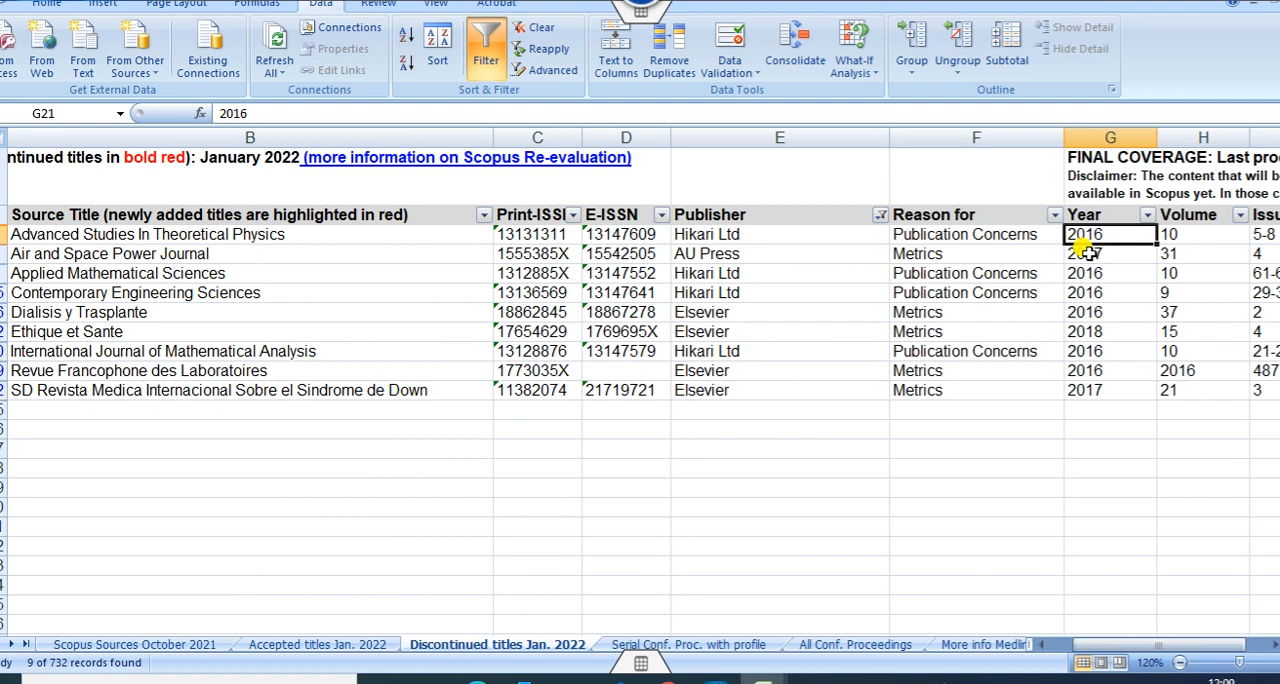 Home Insert Page Layout Formulas Data Review View Acrobat
From Web From Text From Other Sources Existing Connections
Get External Data
Refresh All Connections Properties Edit Links
Connections
Sort Filter Clear Reapply Advanced
Sort & Filter
Text to Columns Remove Duplicates Data Validation Consolidate What-If Analysis
Data Tools
Group Ungroup Subtotal Show Detail Hide Detail
Outline
G21 fx 2016
B C D E F G H
ntinued titles in bold red): January 2022 (more information on Scopus Re-evaluation) FINAL COVERAGE: Last pro
Disclaimer: The content that will b
available in Scopus yet. In those c
Source Title (newly added titles are highlighted in red) Print-ISSI E-ISSN Publisher Reason for Year Volume Issu
Advanced Studies In Theoretical Physics 13131311 13147609 Hikari Ltd Publication Concerns 2016 10 5-8
Air and Space Power Journal 1555385X 15542505 AU Press Metrics 31 4
Applied Mathematical Sciences 1312885X 13147552 Hikari Ltd Publication Concerns 2016 10 61-6
Contemporary Engineering Sciences 13136569 13147641 Hikari Ltd Publication Concerns 2016 9 29-3
Dialisis y Trasplante 18862845 18867278 Elsevier Metrics 2016 37 2
Ethique et Sante 17654629 1769695X Elsevier Metrics 2018 15 4
International Journal of Mathematical Analysis 13128876 13147579 Hikari Ltd Publication Concerns 2016 10 21-2
Revue Francophone des Laboratoires 1773035X Elsevier Metrics 2016 2016 487
SD Revista Medica Internacional Sobre el Sindrome de Down 11382074 21719721 Elsevier Metrics 2017 21 3
Scopus Sources October 2021 Accepted titles Jan. 2022 Discontinued titles Jan. 2022 Serial Conf. Proc. with profile All Conf. Proceedings More info Medlin
dy 9 of 732 records found 120%
12:00